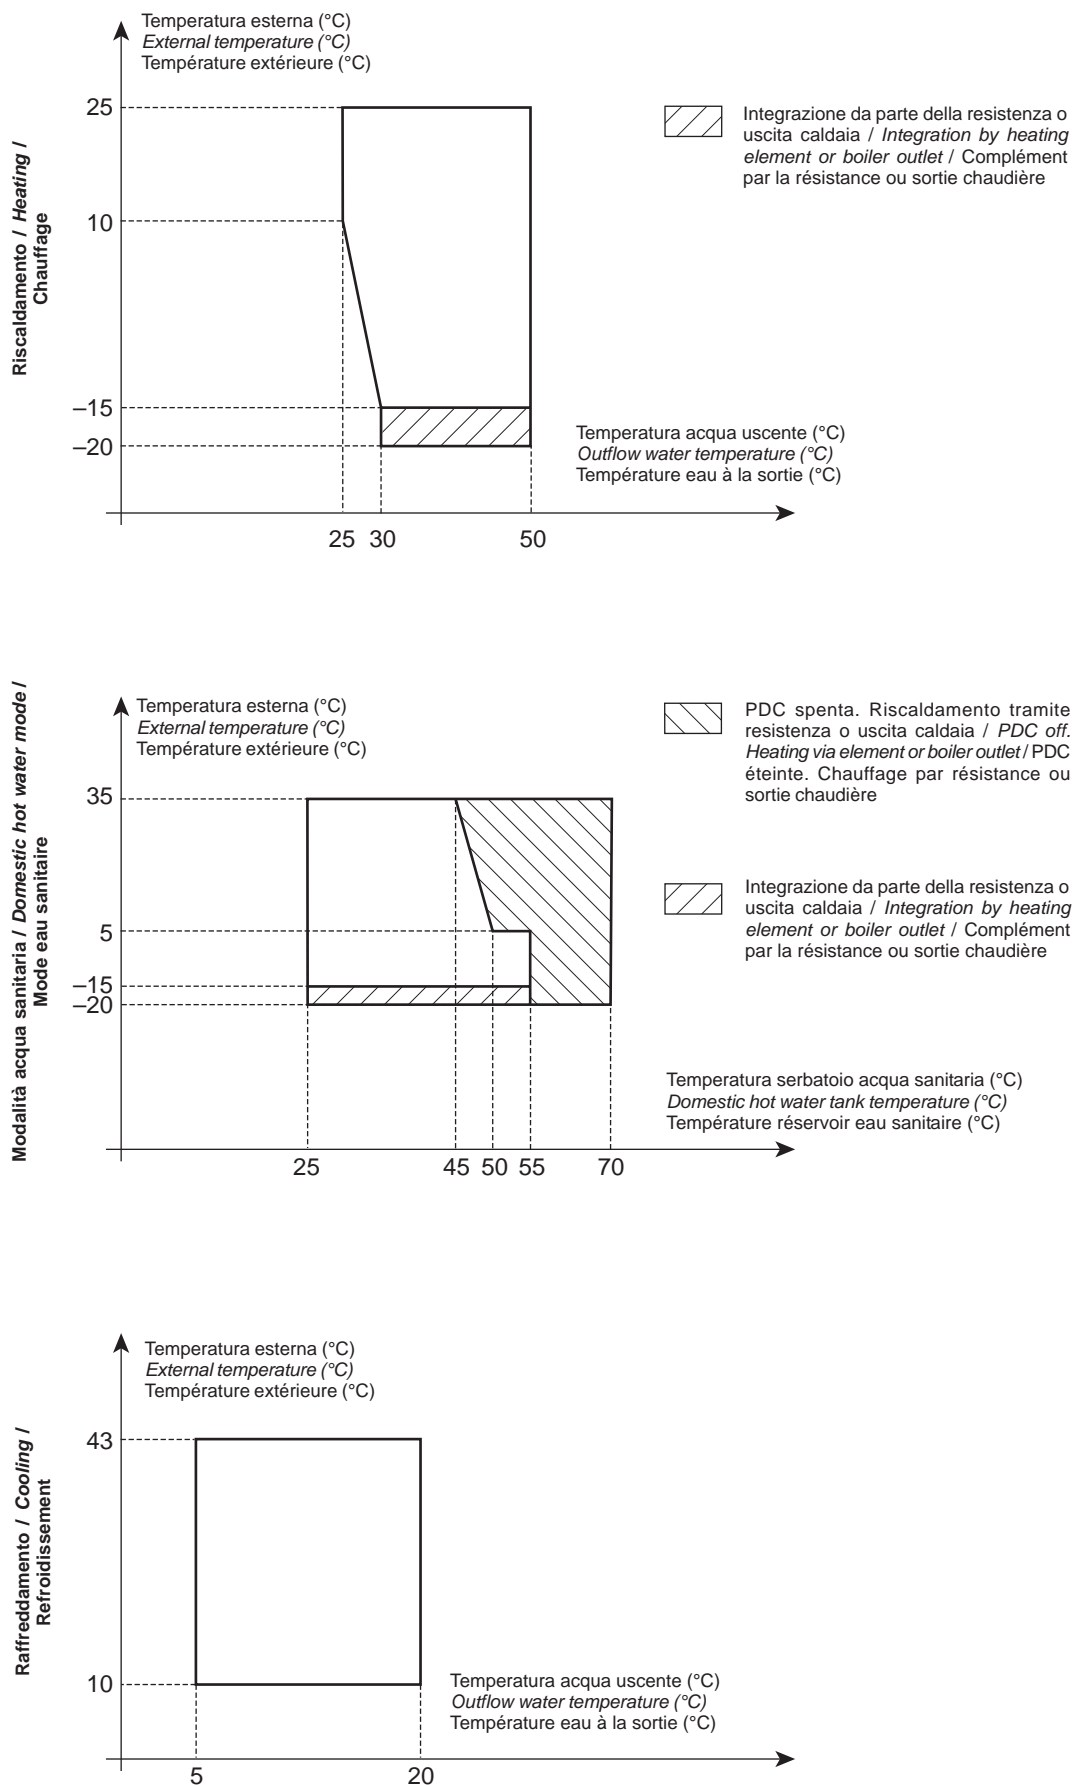 Temperatura esterna (°C)
External temperature (°C)
Température extérieure (°C)
Riscaldamento / Heating /
Chauffage
25
10
–15
–20
Integrazione da parte della resistenza o
uscita caldaia / Integration by heating
element or boiler outlet / Complément
par la résistance ou sortie chaudière
Temperatura acqua uscente (°C)
Outflow water temperature (°C)
Température eau à la sortie (°C)
25 30 50
Modalità acqua sanitaria / Domestic hot water mode /
Mode eau sanitaire
Temperatura esterna (°C)
External temperature (°C)
Température extérieure (°C)
35
5
–15
–20
PDC spenta. Riscaldamento tramite
resistenza o uscita caldaia / PDC off.
Heating via element or boiler outlet / PDC
éteinte. Chauffage par résistance ou
sortie chaudière
Integrazione da parte della resistenza o
uscita caldaia / Integration by heating
element or boiler outlet / Complément
par la résistance ou sortie chaudière
Temperatura serbatoio acqua sanitaria (°C)
Domestic hot water tank temperature (°C)
Température réservoir eau sanitaire (°C)
25 45 50 55 70
Raffreddamento / Cooling /
Refroidissement
Temperatura esterna (°C)
External temperature (°C)
Température extérieure (°C)
43
10
Temperatura acqua uscente (°C)
Outflow water temperature (°C)
Température eau à la sortie (°C)
5 20